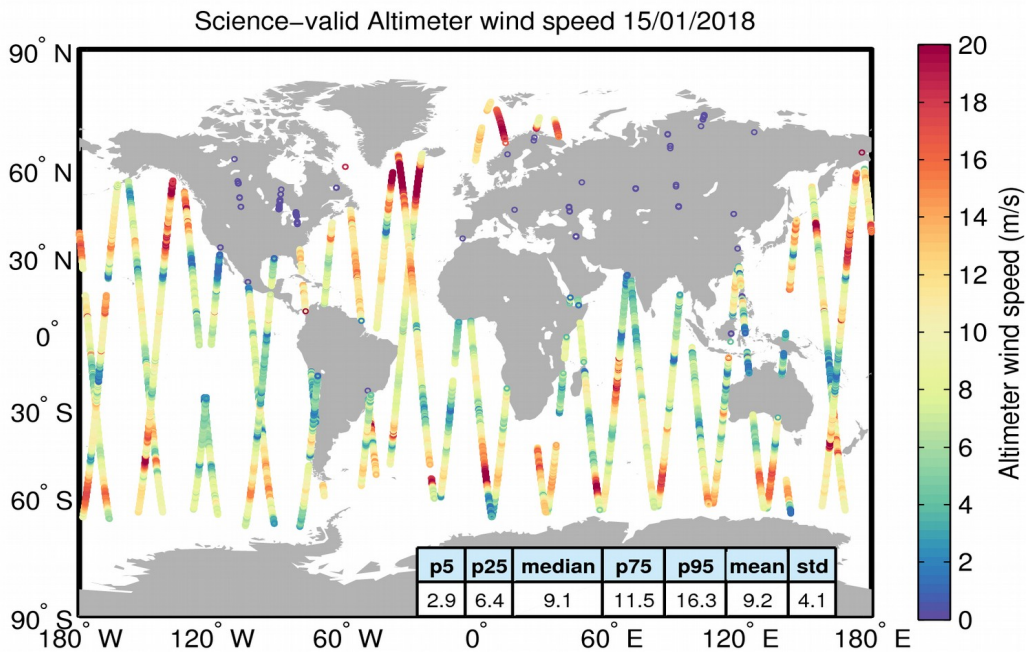 Science−valid Altimeter wind speed 15/01/2018
90° N
60° N
30° N
0°
30° S
60° S
90° S
180° W
120° W
60° W
0°
60° E
120° E
180° E
p5 p25 median p75 p95 mean std
2.9 6.4 9.1 11.5 16.3 9.2 4.1
20
18
16
14
12
10
8
6
4
2
0
Altimeter wind speed (m/s)